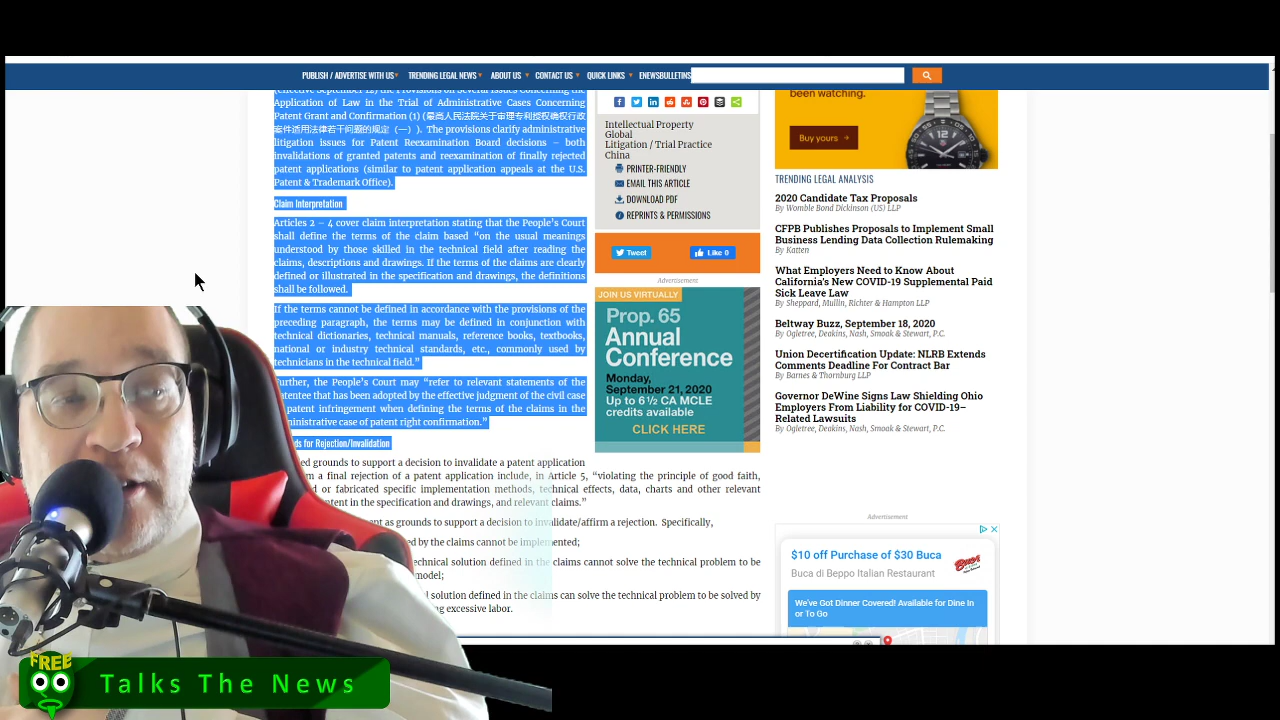 PUBLISH / ADVERTISE WITH US TRENDING LEGAL NEWS ABOUT US CONTACT US QUICK LINKS ENEWSBULLETINS
(effective September 12) the Provisions on Several Issues Concerning the
Application of Law in the Trial of Administrative Cases Concerning
Patent Grant and Confirmation (1) (最高人民法院关于审理专利授权确权行政
案件适用法律若干问题的规定（一）). The provisions clarify administrative
litigation issues for Patent Reexamination Board decisions – both
invalidations of granted patents and reexamination of finally rejected
patent applications (similar to patent application appeals at the U.S.
Patent & Trademark Office).
Claim Interpretation
Articles 2 – 4 cover claim interpretation stating that the People's Court
shall define the terms of the claim based “on the usual meanings
understood by those skilled in the technical field after reading the
claims, descriptions and drawings. If the terms of the claims are clearly
defined or illustrated in the specification and drawings, the definitions
shall be followed.
If the terms cannot be defined in accordance with the provisions of the
preceding paragraph, the terms may be defined in conjunction with
technical dictionaries, technical manuals, reference books, textbooks,
national or industry technical standards, etc., commonly used by
technicians in the technical field.”
Further, the People's Court may “refer to relevant statements of the
patentee that has been adopted by the effective judgment of the civil case
patent infringement when defining the terms of the claims in the
ministrative case of patent right confirmation.”
ds for Rejection/Invalidation
ed grounds to support a decision to invalidate a patent application
m a final rejection of a patent application include, in Article 5, “violating the principle of good faith,
d or fabricated specific implementation methods, technical effects, data, charts and other relevant
tent in the specification and drawings, and relevant claims.”
nt as grounds to support a decision to invalidate/affirm a rejection. Specifically,
ed by the claims cannot be implemented;
echnical solution defined in the claims cannot solve the technical problem to be
model;
l solution defined in the claims can solve the technical problem to be solved by
ng excessive labor.
Intellectual Property
Global
Litigation / Trial Practice
China
PRINTER-FRIENDLY
EMAIL THIS ARTICLE
DOWNLOAD PDF
REPRINTS & PERMISSIONS
Tweet Like 0
Advertisement
JOIN US VIRTUALLY
Prop. 65
Annual
Conference
Monday,
September 21, 2020
Up to 6½ CA MCLE
credits available
CLICK HERE
been watching.
Buy yours →
TRENDING LEGAL ANALYSIS
2020 Candidate Tax Proposals
By Womble Bond Dickinson (US) LLP
CFPB Publishes Proposals to Implement Small
Business Lending Data Collection Rulemaking
By Katten
What Employers Need to Know About
California's New COVID-19 Supplemental Paid
Sick Leave Law
By Sheppard, Mullin, Richter & Hampton LLP
Beltway Buzz, September 18, 2020
By Ogletree, Deakins, Nash, Smoak & Stewart, P.C.
Union Decertification Update: NLRB Extends
Comments Deadline For Contract Bar
By Barnes & Thornburg LLP
Governor DeWine Signs Law Shielding Ohio
Employers From Liability for COVID-19–
Related Lawsuits
By Ogletree, Deakins, Nash, Smoak & Stewart, P.C.
Advertisement
$10 off Purchase of $30 Buca
Buca di Beppo Italian Restaurant
We've Got Dinner Covered! Available for Dine In
or To Go
FREE
Talks The News